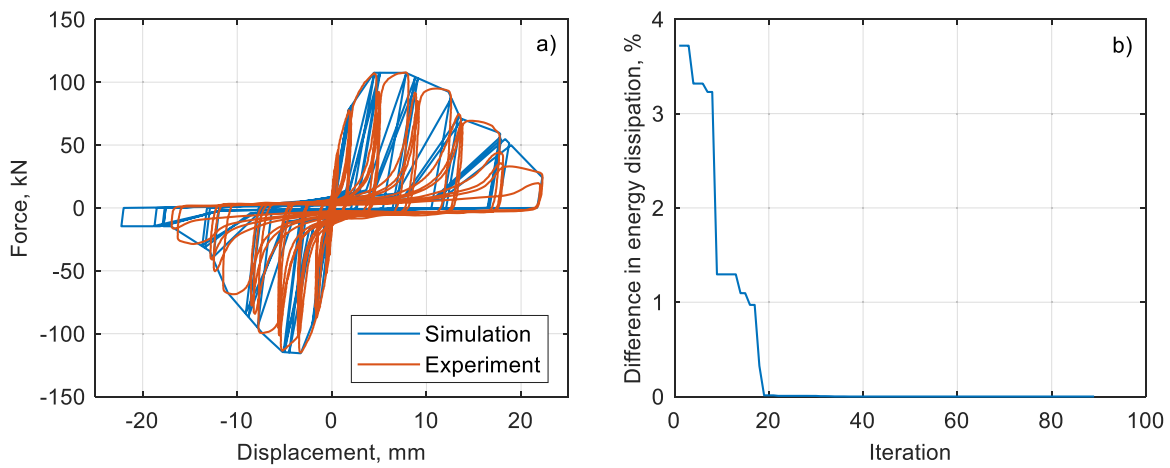 150
100
50
0
-50
-100
-150
-20
-10
0
10
20
Force, kN
Displacement, mm
a)
Simulation
Experiment
4
3
2
1
0
0
20
40
60
80
100
Difference in energy dissipation, %
Iteration
b)